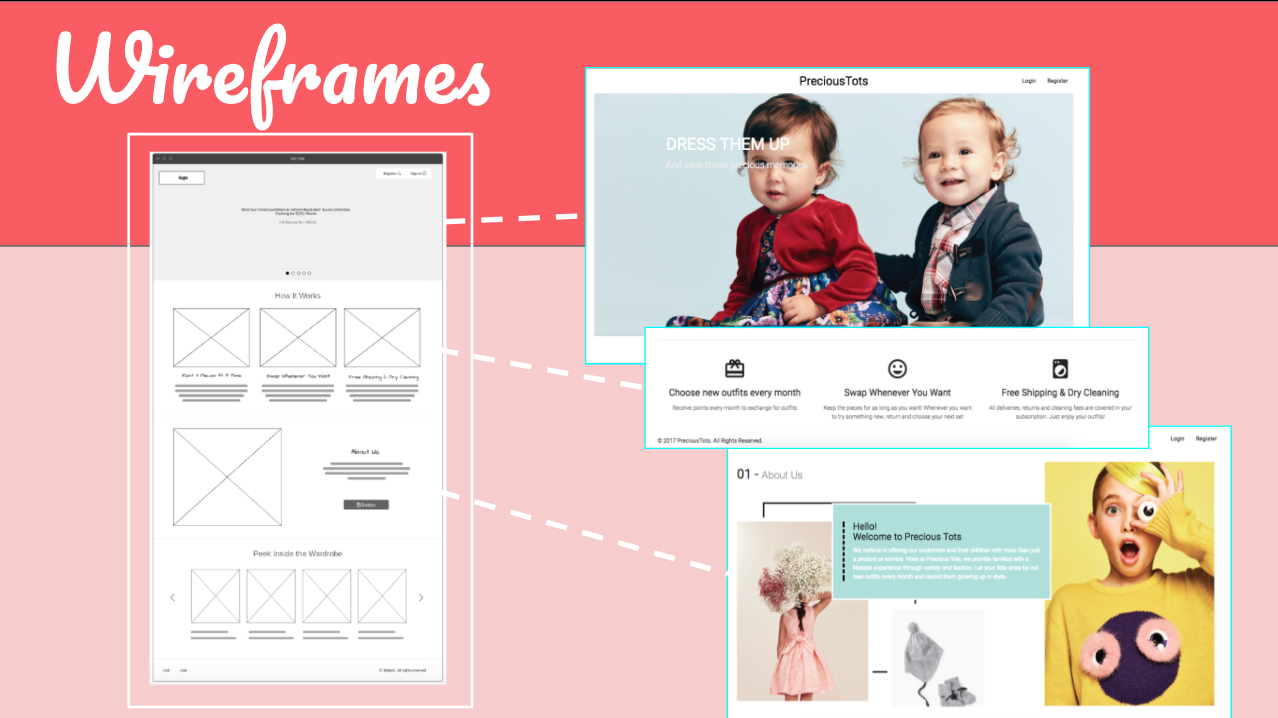 Wireframes
logo
Register
Sign In
How It Works
Swap Whenever You Want
Free Shipping & Dry Cleaning
About Us
Button
Peek Inside the Wardrobe
Link Link
All rights reserved
PreciousTots
Login Register
DRESS THEM UP
And save those precious memories
Choose new outfits every month
Receive points every month to exchange for outfits
Swap Whenever You Want
Keep the pieces for as long as you want! Whenever you want
to try something new, return and choose your next set
Free Shipping & Dry Cleaning
All deliveries, returns and cleaning fees are covered in your
subscription. Just enjoy your outfits!
© 2017 PreciousTots. All Rights Reserved.
Login Register
01 - About Us
Hello!
Welcome to Precious Tots
We believe in offering our customers and their children with more than just
a product or service. Here at Precious Tots, we provide families with a
lifestyle experience through variety and fashion. Let your little ones try out
new outfits every month and record them growing up in style.